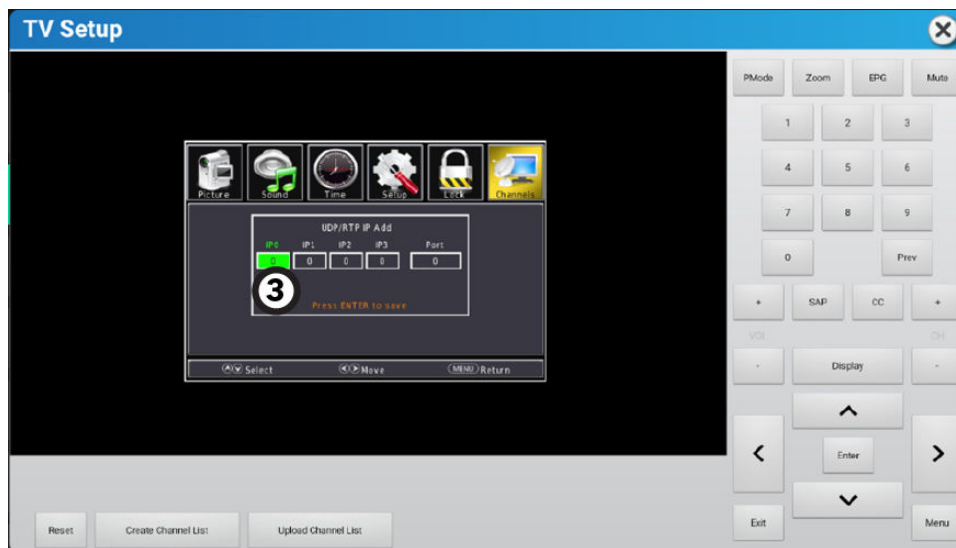 TV Setup
Picture Sound Time Setup Lock Channels
UDP/RTP IP Add
IP0 IP1 IP2 IP3 Port
0 0 0 0 0
3
Press ENTER to save
Select Move MENU Return
PMode Zoom EPG Mute
1 2 3
4 5 6
7 8 9
0 Prev
+ SAP CC +
VOL CH
- Display -
Enter
Exit Menu
Reset Create Channel List Upload Channel List